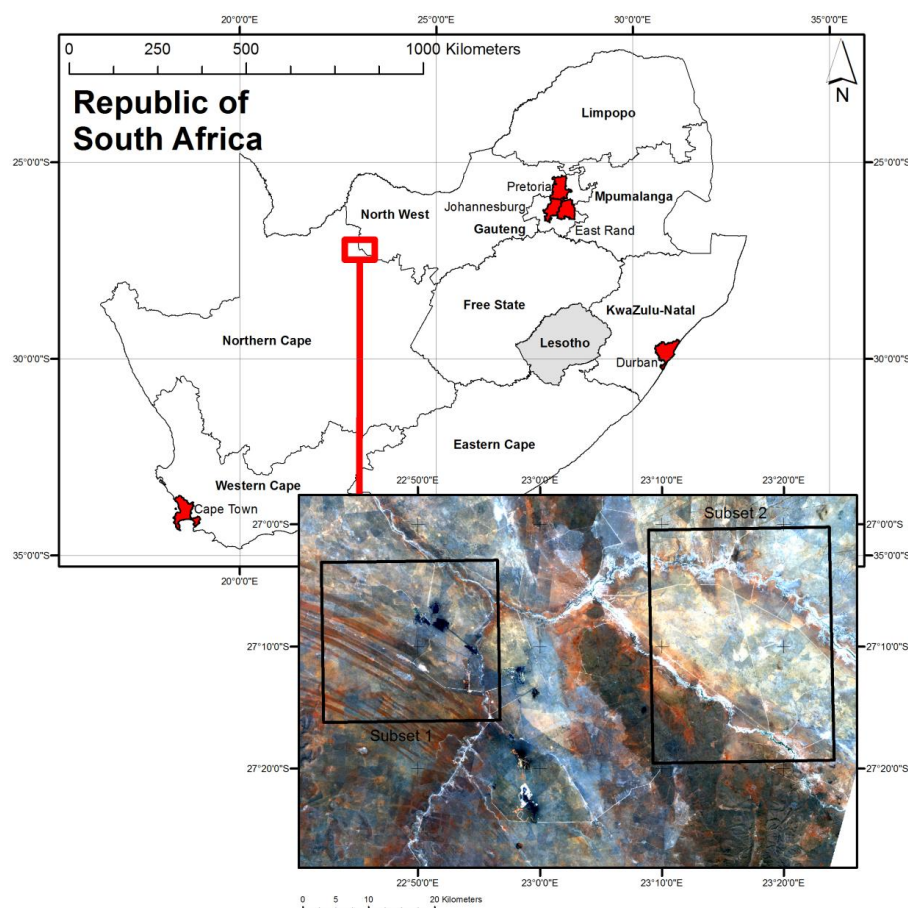 20°0'0"E 25°0'0"E 30°0'0"E 35°0'0"E
0 250 500 1000 Kilometers
Republic of
South Africa
N
Limpopo
25°0'0"S 25°0'0"S
Pretoria
Mpumalanga
North West
Johannesburg
Gauteng
East Rand
Free State
KwaZulu-Natal
Northern Cape
Lesotho
30°0'0"S 30°0'0"S
Durban
Eastern Cape
Western Cape
22°50'0"E 23°0'0"E 23°10'0"E 23°20'0"E
Cape Town
Subset 2
27°0'0"S 27°0'0"S
35°0'0"S 35°0'0"S
20°0'0"E
27°10'0"S 27°10'0"S
Subset 1
27°20'0"S 27°20'0"S
22°50'0"E 23°0'0"E 23°10'0"E 23°20'0"E
0 5 10 20 Kilometers